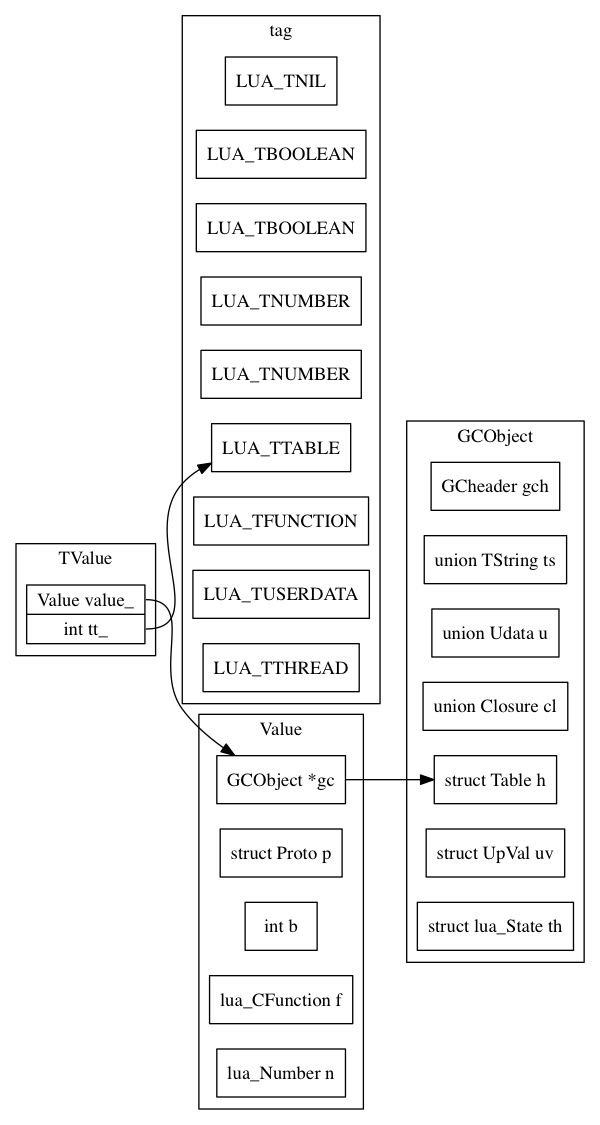 tag
LUA_TNIL
LUA_TBOOLEAN
LUA_TBOOLEAN
LUA_TNUMBER
LUA_TNUMBER
LUA_TTABLE
LUA_TFUNCTION
LUA_TUSERDATA
LUA_TTHREAD
TValue
Value value_
int tt_
Value
GCObject *gc
struct Proto p
int b
lua_CFunction f
lua_Number n
GCObject
GCheader gch
union TString ts
union Udata u
union Closure cl
struct Table h
struct UpVal uv
struct lua_State th